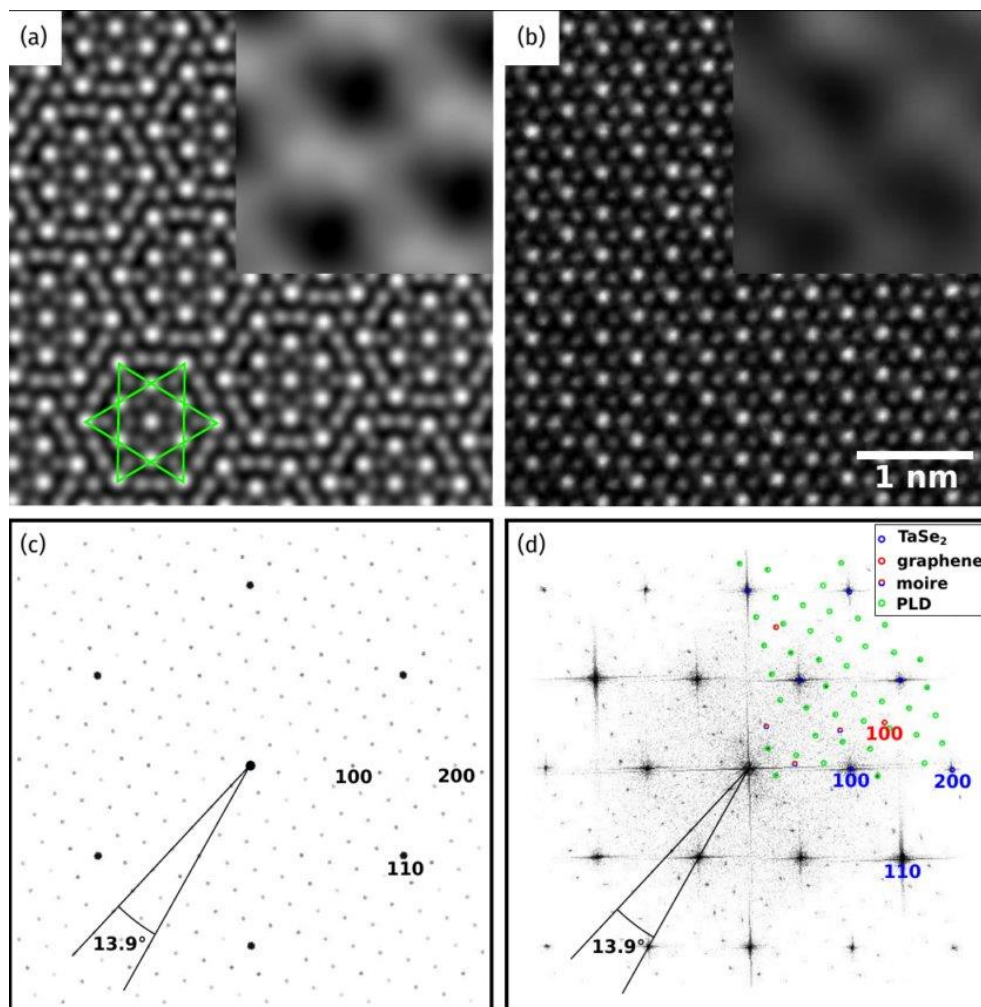 (a)
(b)
1 nm
(c)
100
200
110
13.9°
(d)
TaSe₂
graphene
moire
PLD
100
100
200
110
13.9°